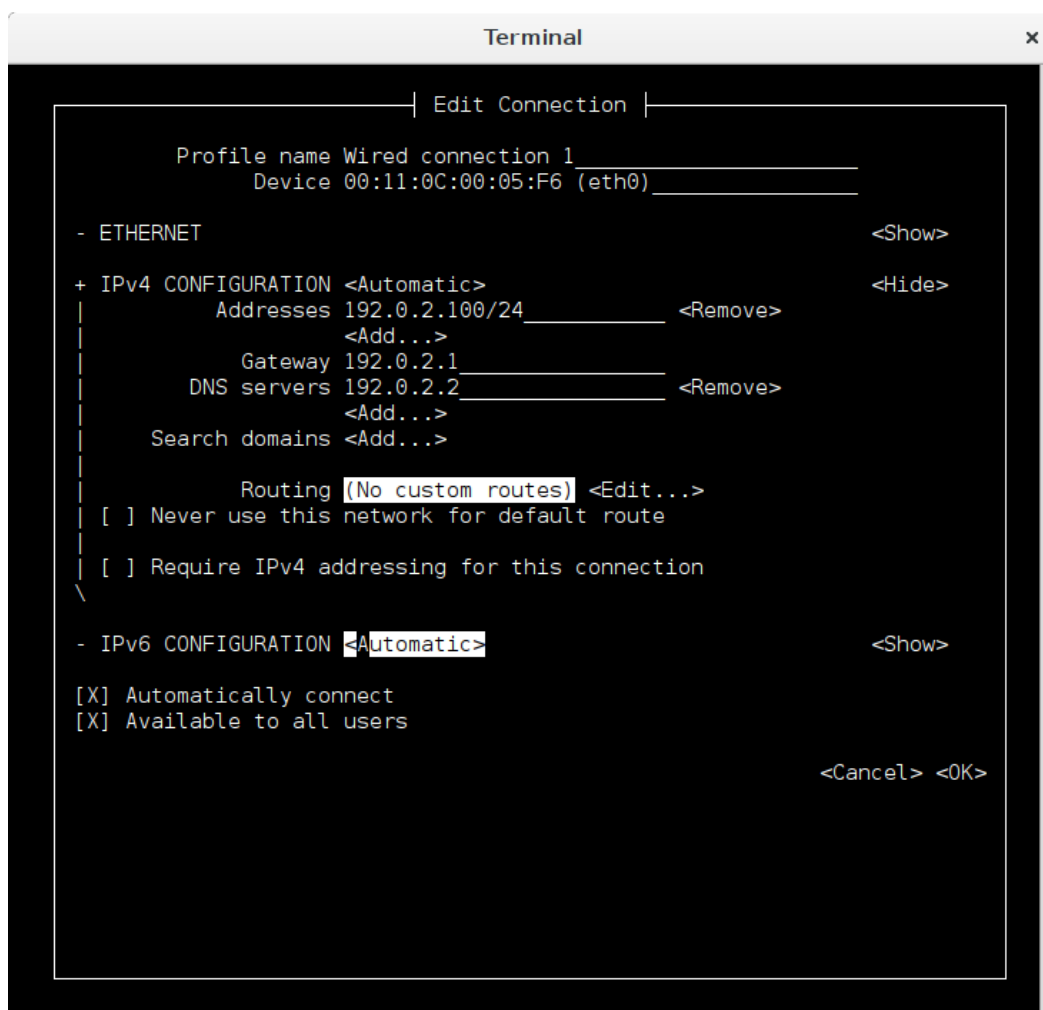 Terminal ×
Edit Connection
Profile name Wired connection 1
Device 00:11:0C:00:05:F6 (eth0)
- ETHERNET <Show>
+ IPv4 CONFIGURATION <Automatic> <Hide>
| Addresses 192.0.2.100/24 <Remove>
| <Add...>
| Gateway 192.0.2.1
| DNS servers 192.0.2.2 <Remove>
| <Add...>
| Search domains <Add...>
|
| Routing (No custom routes) <Edit...>
| [ ] Never use this network for default route
|
| [ ] Require IPv4 addressing for this connection
\
- IPv6 CONFIGURATION <Automatic> <Show>
[X] Automatically connect
[X] Available to all users
<Cancel> <OK>